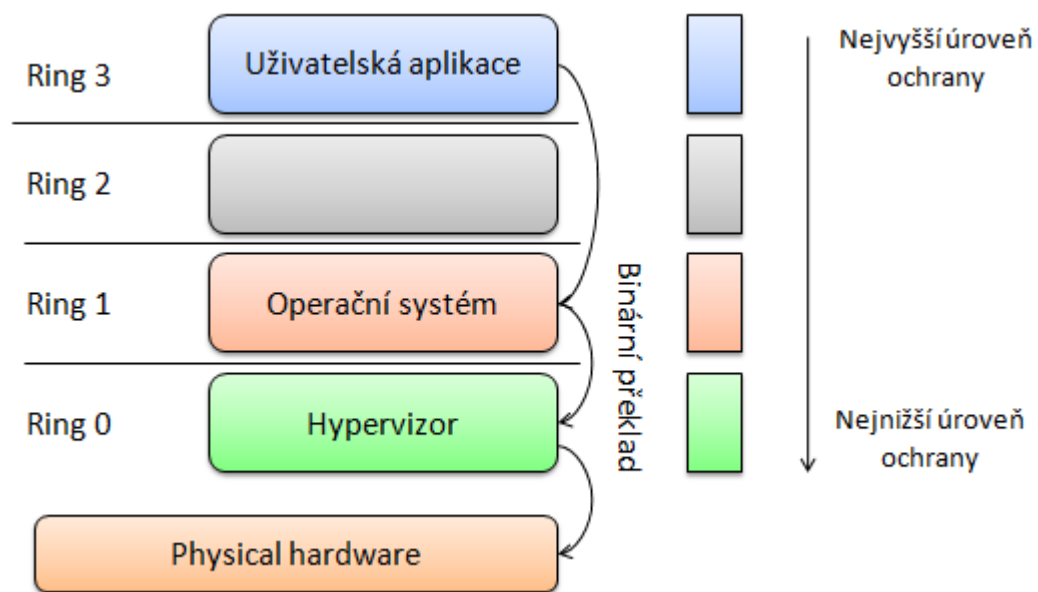 Ring 3
Uživatelská aplikace
Nejvyšší úroveň
ochrany
Ring 2
Ring 1
Operační systém
Binární překlad
Ring 0
Hypervizor
Nejnižší úroveň
ochrany
Physical hardware